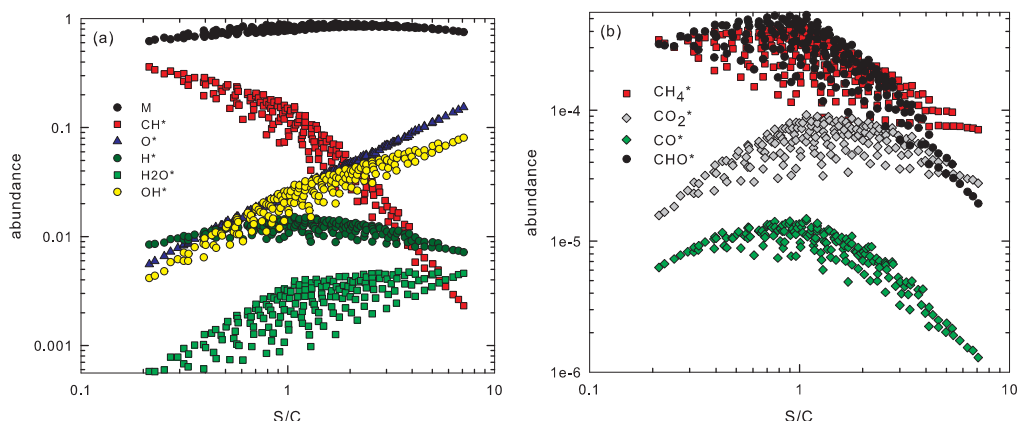 (a)
1
0.1
0.01
0.001
abundance
M
CH*
O*
H*
H2O*
OH*
0.1
1
10
S/C
(b)
1e-4
1e-5
1e-6
abundance
CH₄*
CO₂*
CO*
CHO*
0.1
1
10
S/C